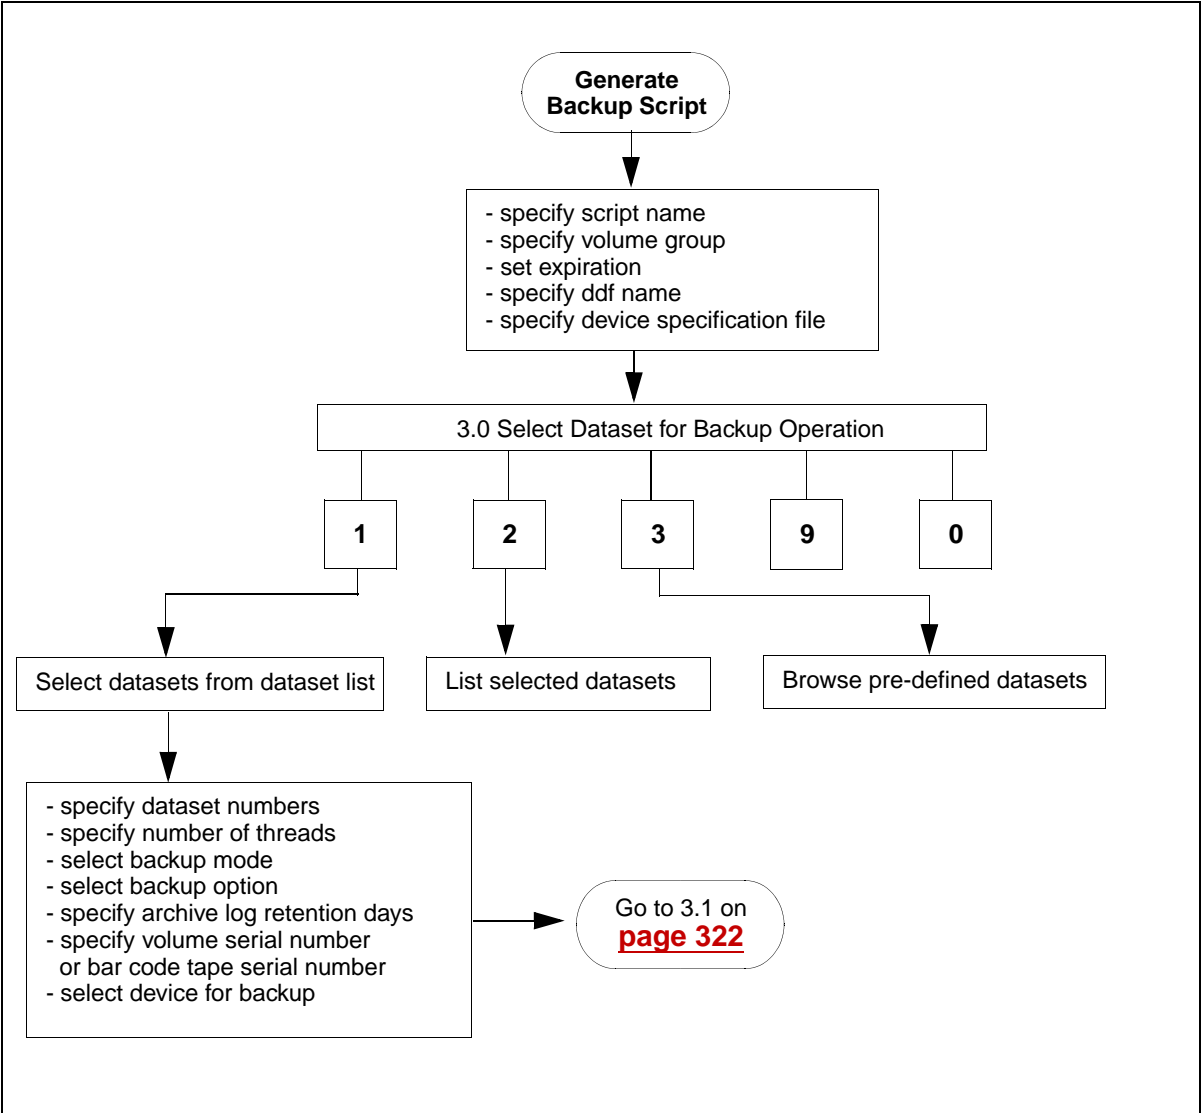 Generate
Backup Script
- specify script name
- specify volume group
- set expiration
- specify ddf name
- specify device specification file
3.0 Select Dataset for Backup Operation
1
2
3
9
0
Select datasets from dataset list
List selected datasets
Browse pre-defined datasets
- specify dataset numbers
- specify number of threads
- select backup mode
- select backup option
- specify archive log retention days
- specify volume serial number
or bar code tape serial number
- select device for backup
Go to 3.1 on
page 322